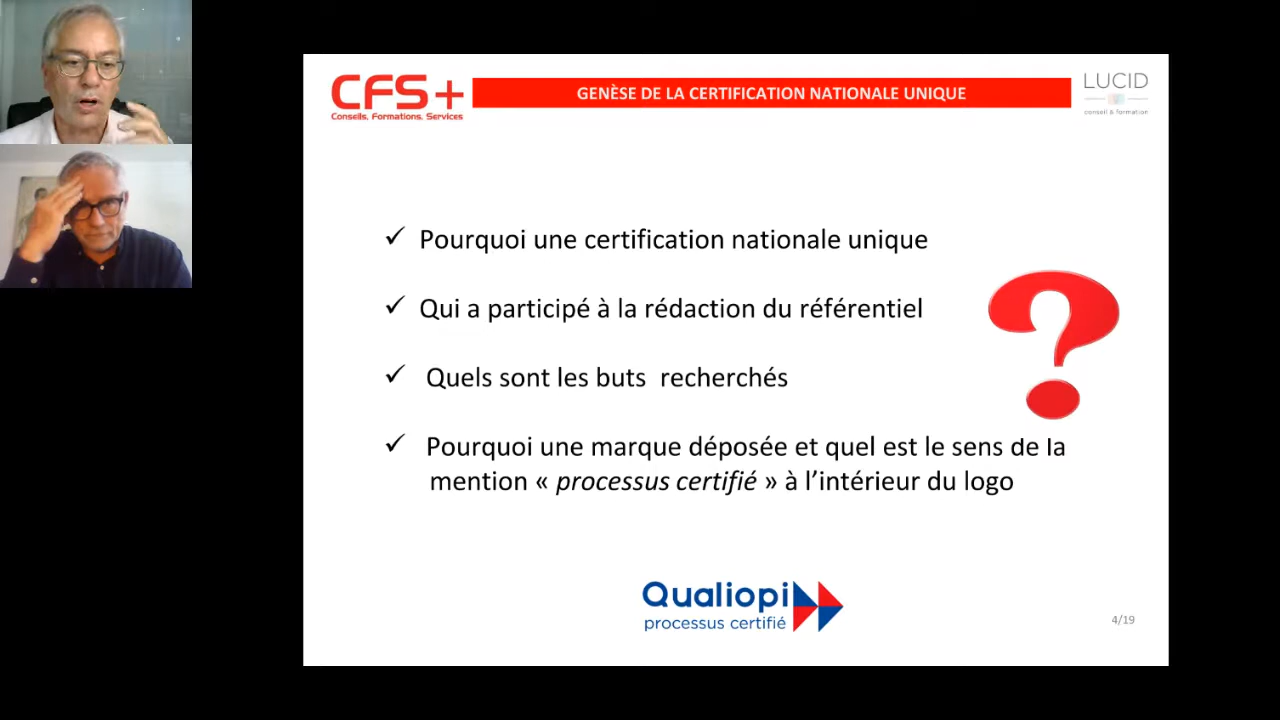 CFS+
Conseils, Formations, Services
GENÈSE DE LA CERTIFICATION NATIONALE UNIQUE
LUCID
conseil & formation
✓ Pourquoi une certification nationale unique
✓ Qui a participé à la rédaction du référentiel
✓ Quels sont les buts recherchés
?
✓ Pourquoi une marque déposée et quel est le sens de la
mention « processus certifié » à l’intérieur du logo
Qualiopi
processus certifié
4/19